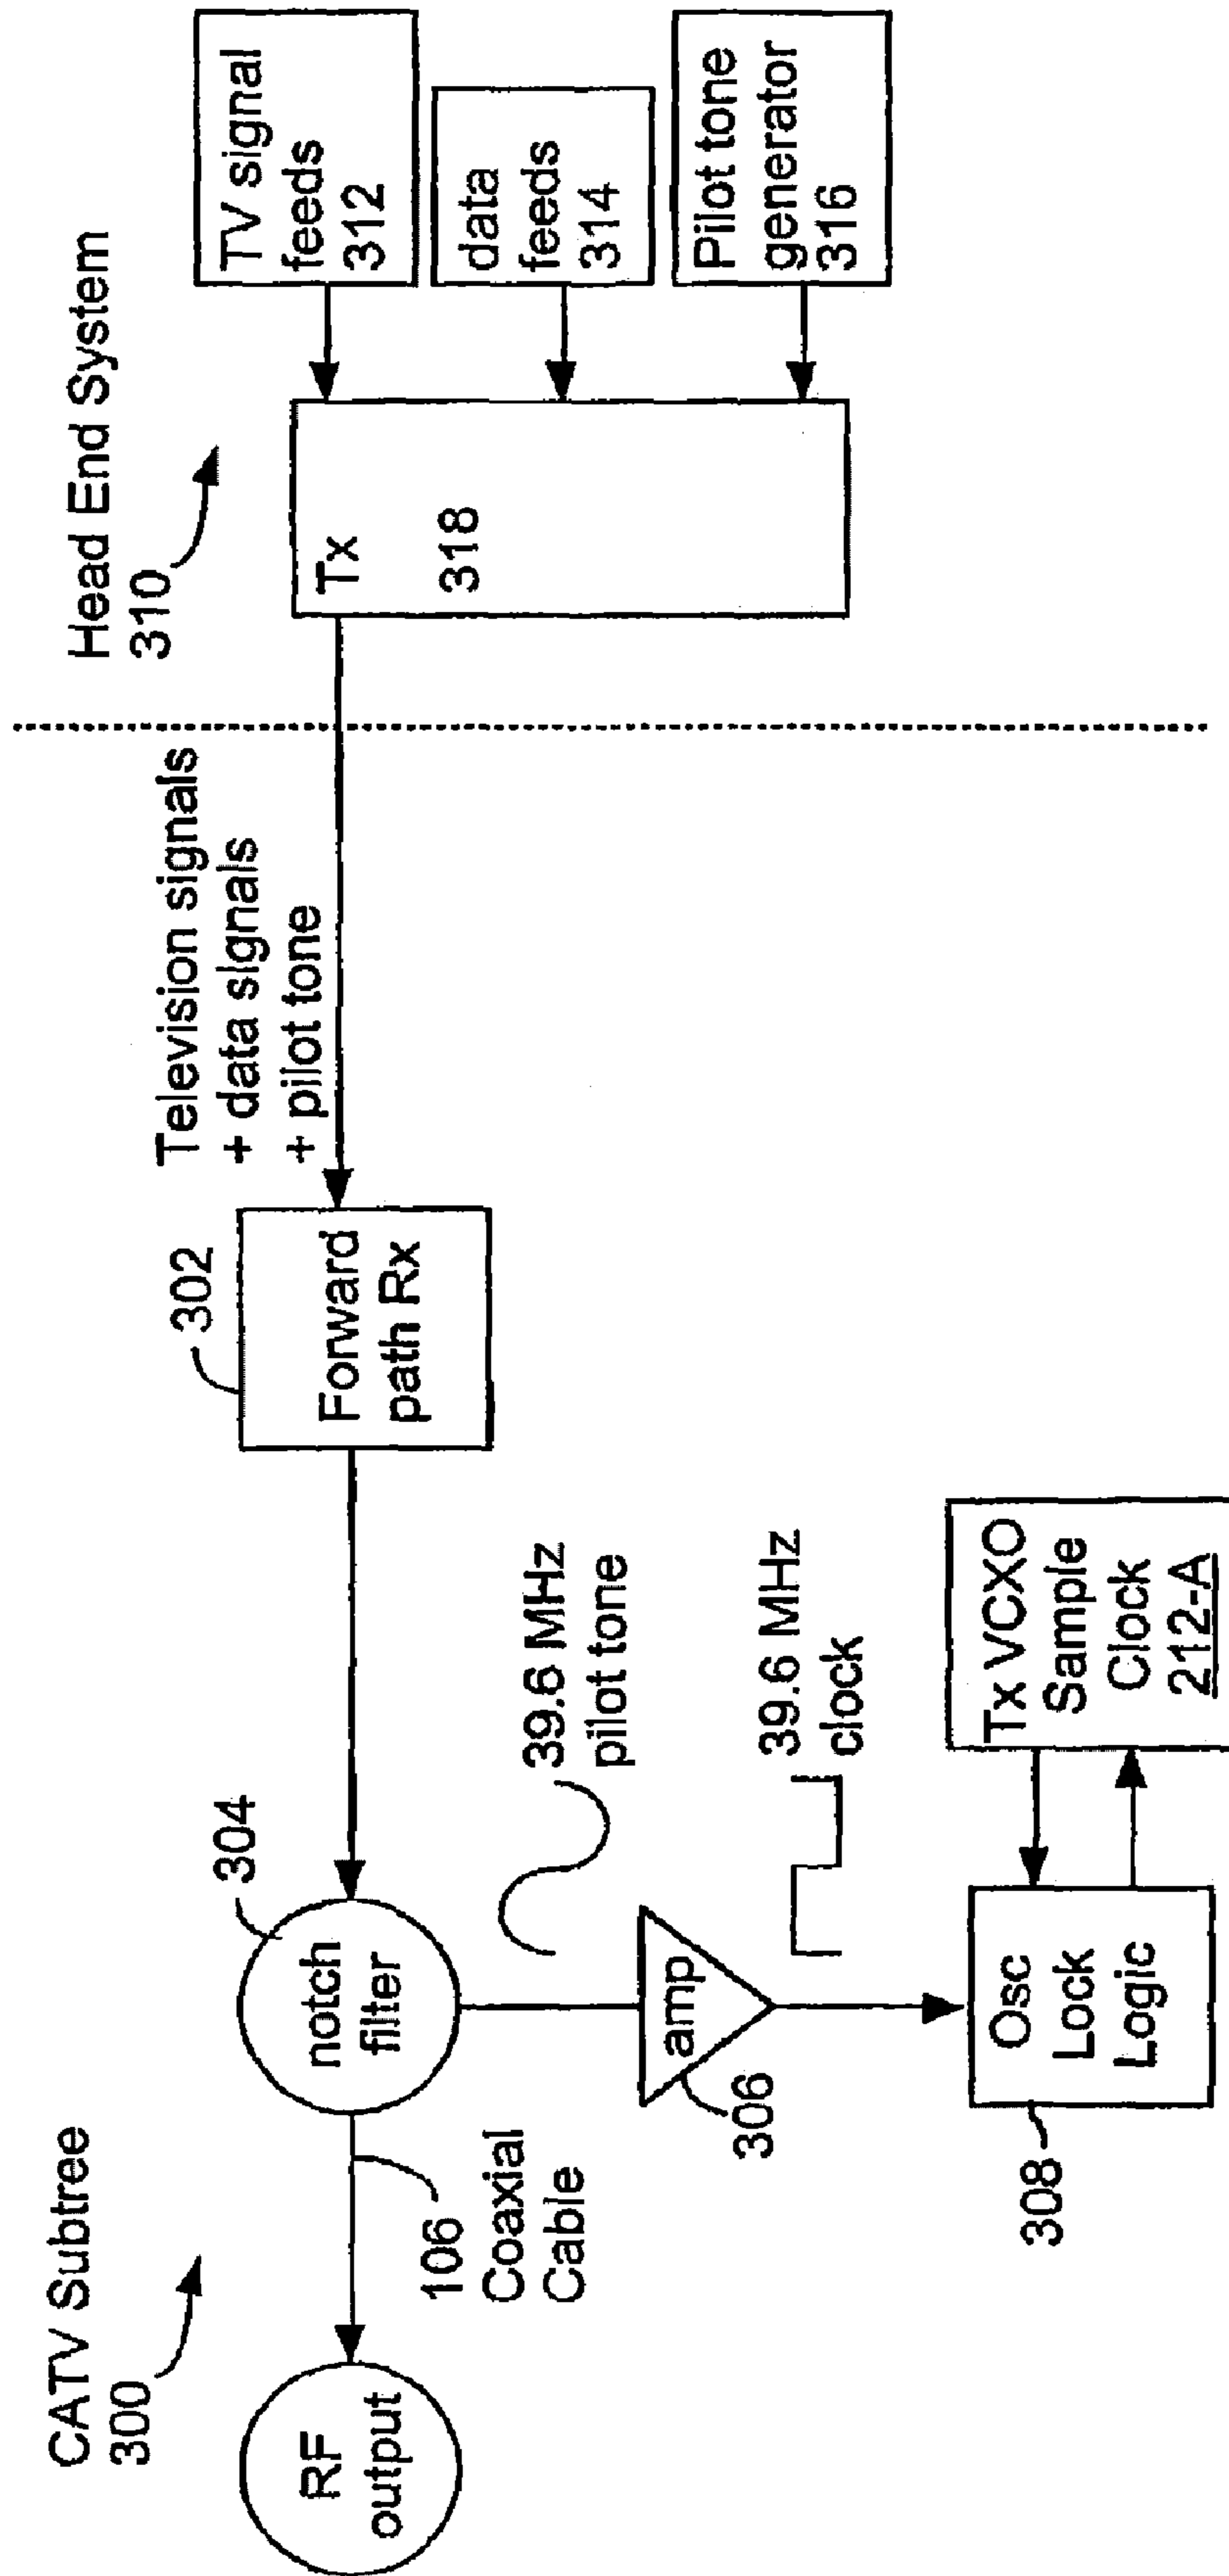 CATV Subtree
300
Head End System
310
RF
output
106
Coaxial
Cable
notch
filter
304
Forward
path Rx
302
Television signals
+ data signals
+ pilot tone
Tx
318
TV signal
feeds
312
data
feeds
314
Pilot tone
generator
316
39.6 MHz
pilot tone
amp
306
39.6 MHz
clock
308
Osc
Lock
Logic
Tx VCXO
Sample
Clock
212-A